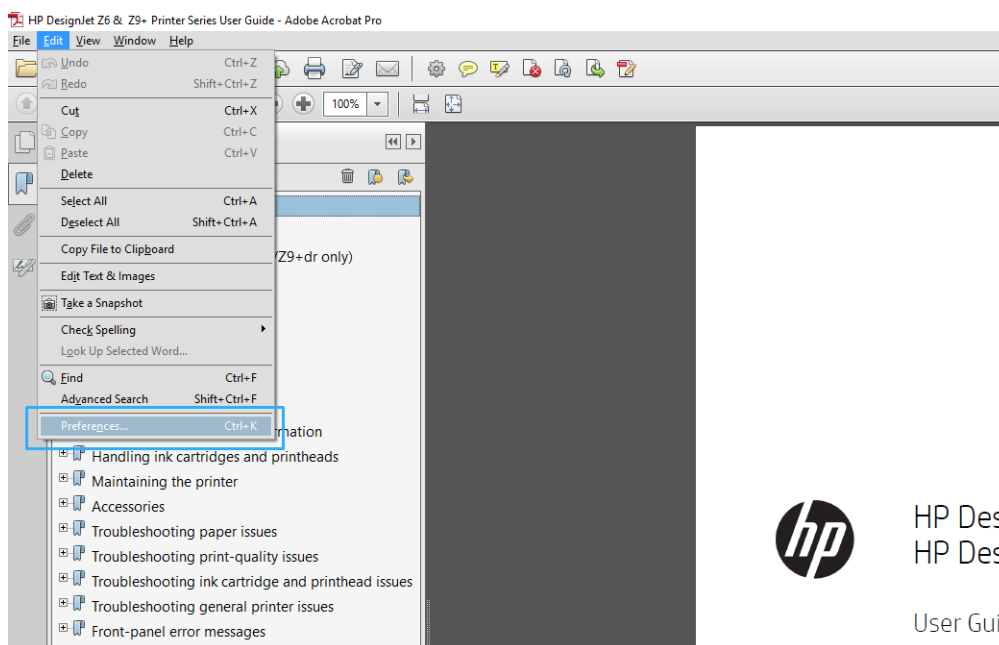 HP DesignJet Z6 & Z9+ Printer Series User Guide - Adobe Acrobat Pro
File Edit View Window Help
Undo Ctrl+Z
Redo Shift+Ctrl+Z
100%
Cut Ctrl+X
Copy Ctrl+C
Paste Ctrl+V
Delete
Select All Ctrl+A
Deselect All Shift+Ctrl+A
Copy File to Clipboard
/Z9+dr only)
Edit Text & Images
Take a Snapshot
Check Spelling
Look Up Selected Word...
Find Ctrl+F
Advanced Search Shift+Ctrl+F
Preferences... Ctrl+K
rmation
Handling ink cartridges and printheads
Maintaining the printer
Accessories
Troubleshooting paper issues
Troubleshooting print-quality issues
Troubleshooting ink cartridge and printhead issues
Troubleshooting general printer issues
Front-panel error messages
hp
HP Des
HP Des
User Gui